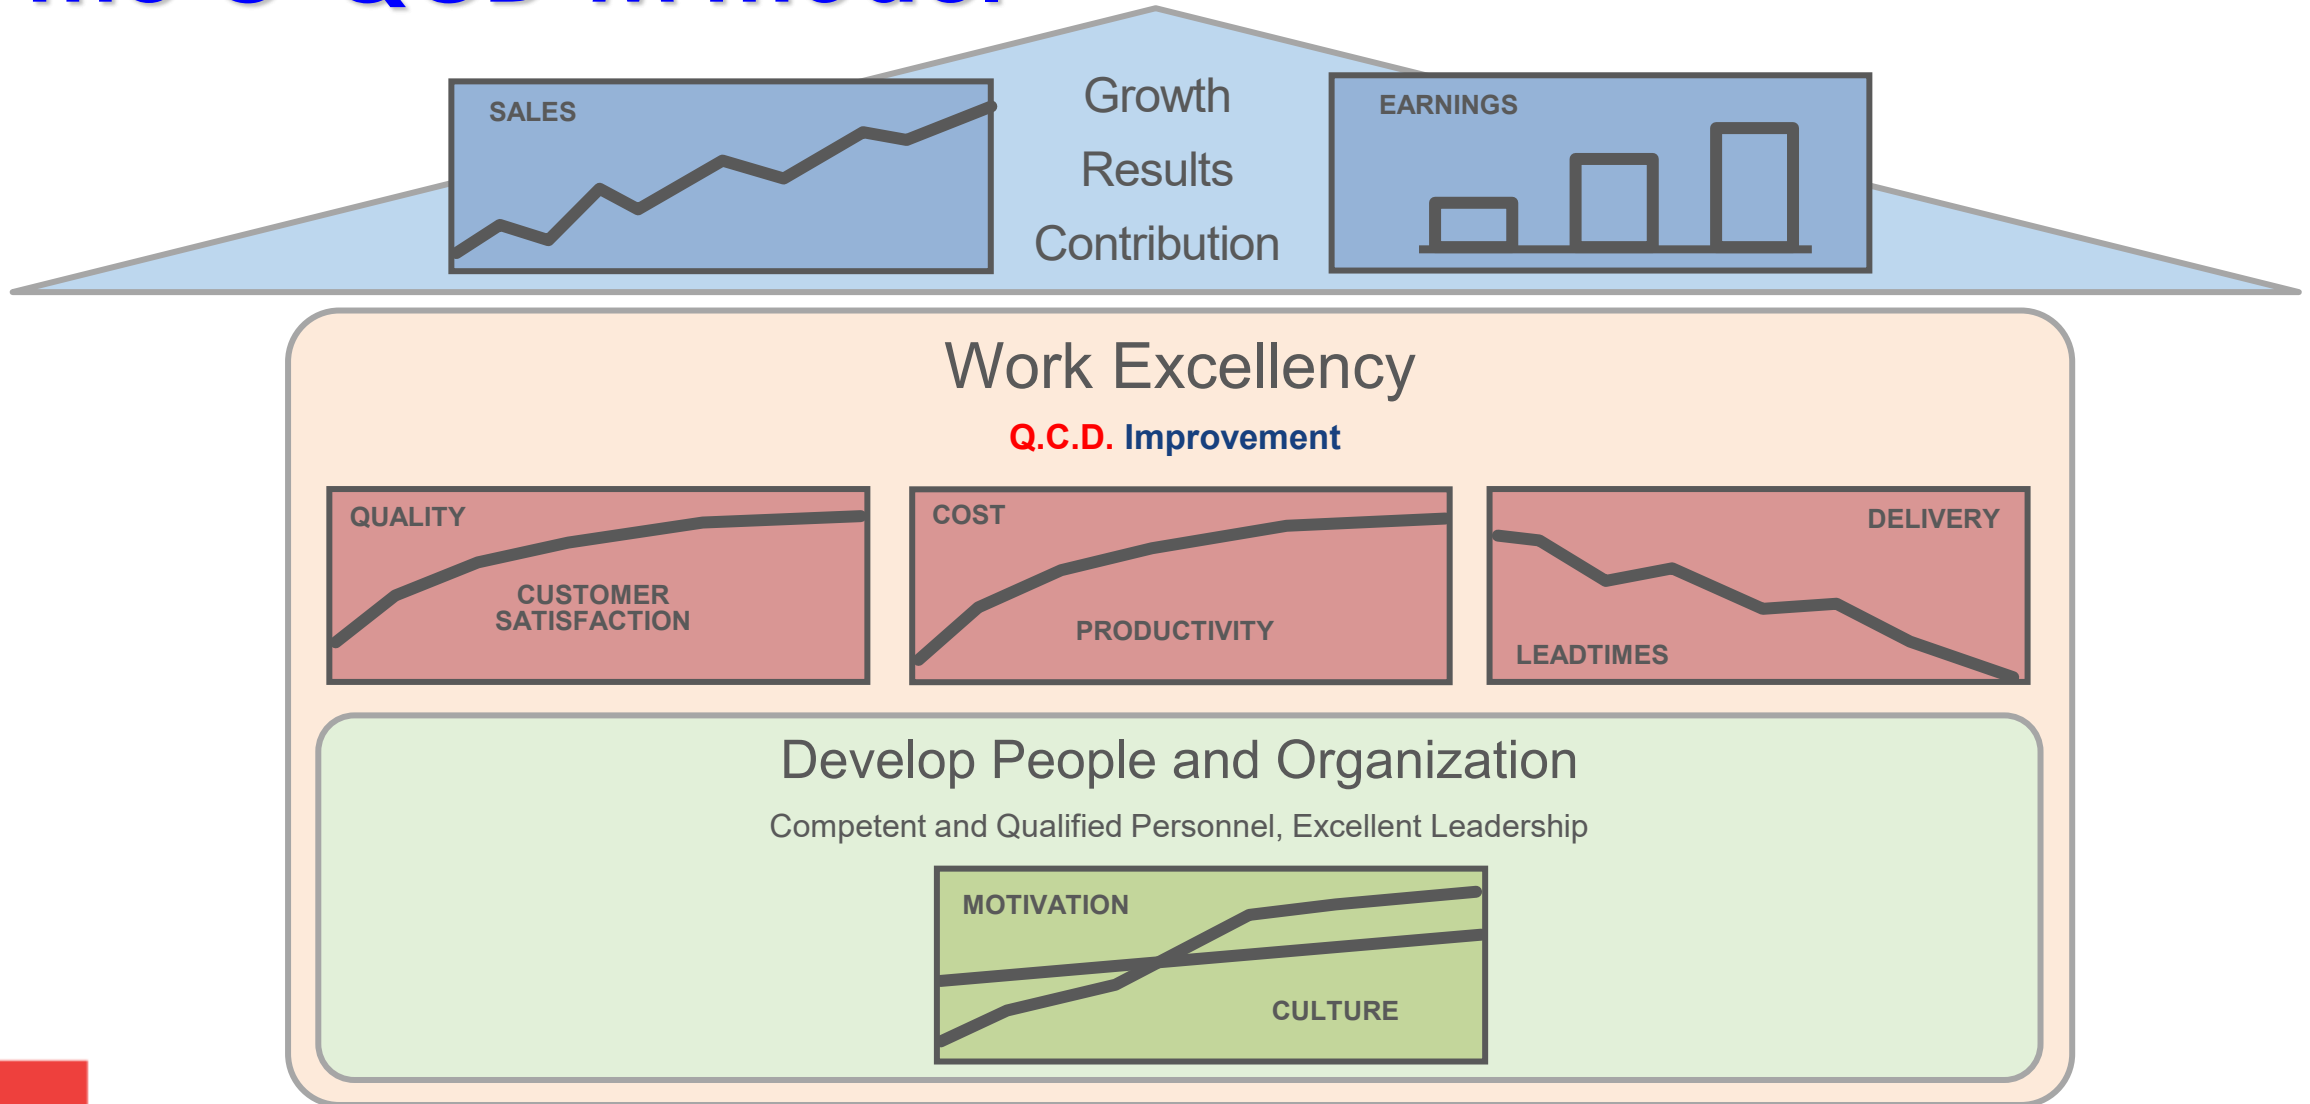 SALES
Growth
Results
Contribution
EARNINGS
Work Excellency
Q.C.D. Improvement
QUALITY
CUSTOMER
SATISFACTION
COST
PRODUCTIVITY
DELIVERY
LEADTIMES
Develop People and Organization
Competent and Qualified Personnel, Excellent Leadership
MOTIVATION
CULTURE